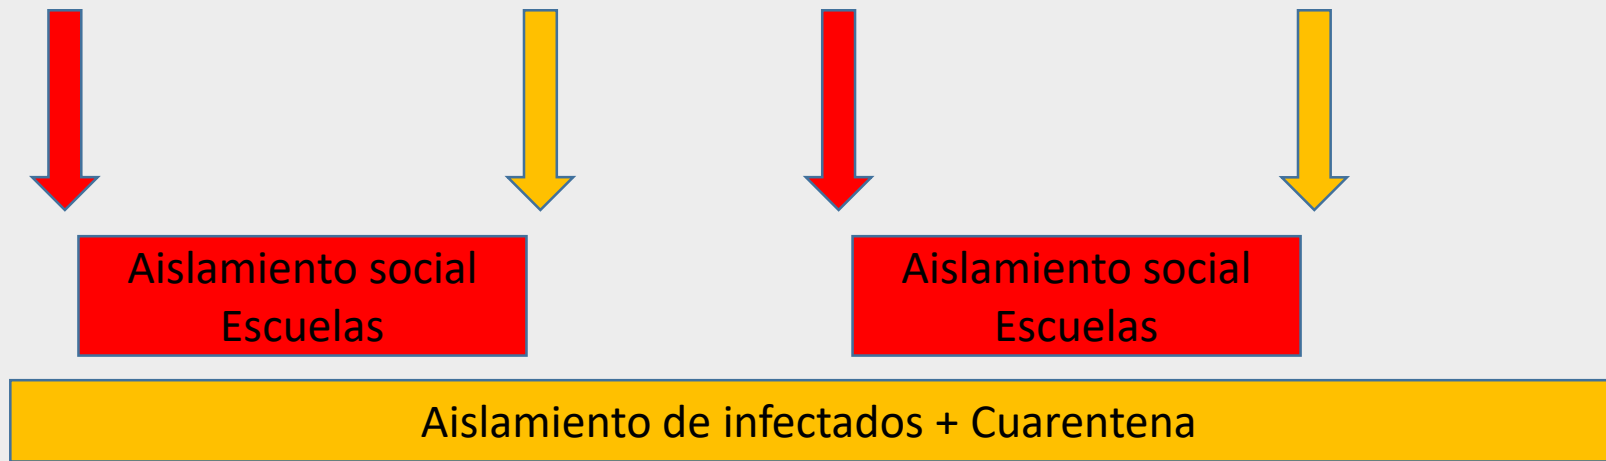 Aislamiento social
Escuelas
Aislamiento social
Escuelas
Aislamiento de infectados + Cuarentena